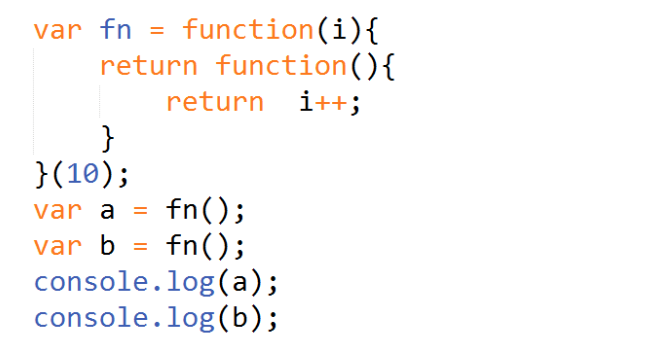 var fn = function(i){
    return function(){
        return  i++;
    }
}(10);
var a = fn();
var b = fn();
console.log(a);
console.log(b);